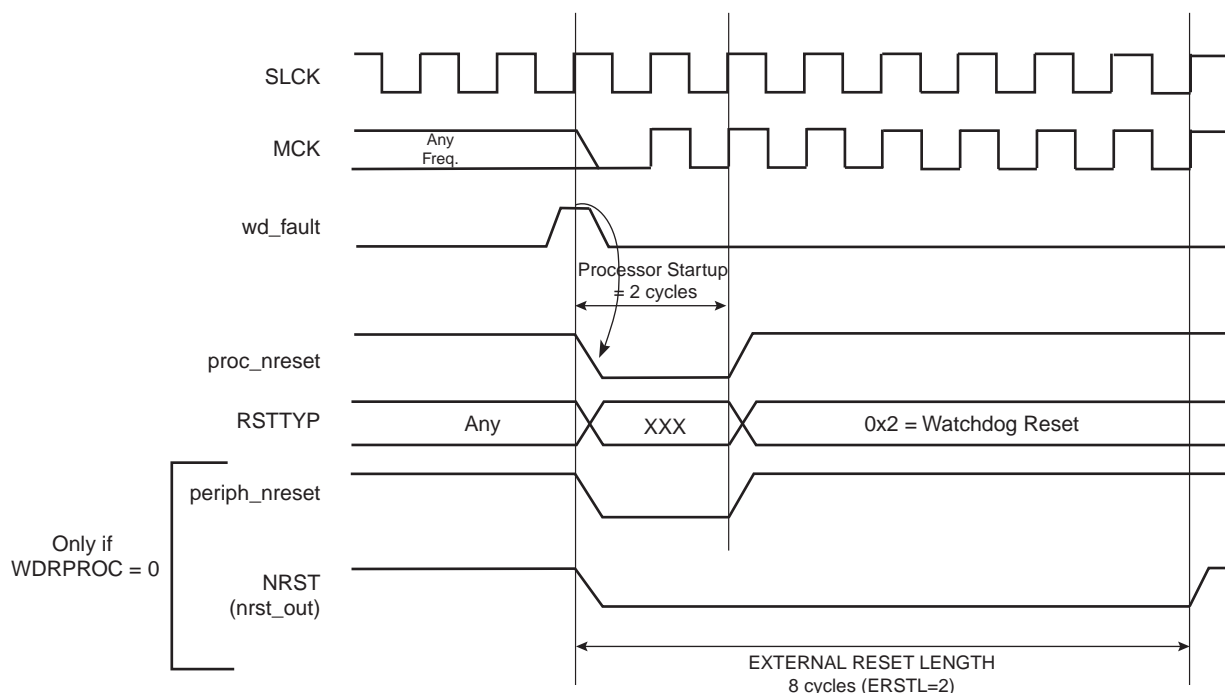 SLCK
MCK
Any
Freq.
wd_fault
Processor Startup
= 2 cycles
proc_nreset
RSTTYP
Any
XXX
0x2 = Watchdog Reset
periph_nreset
Only if
WDRPROC = 0
NRST
(nrst_out)
EXTERNAL RESET LENGTH
8 cycles (ERSTL=2)